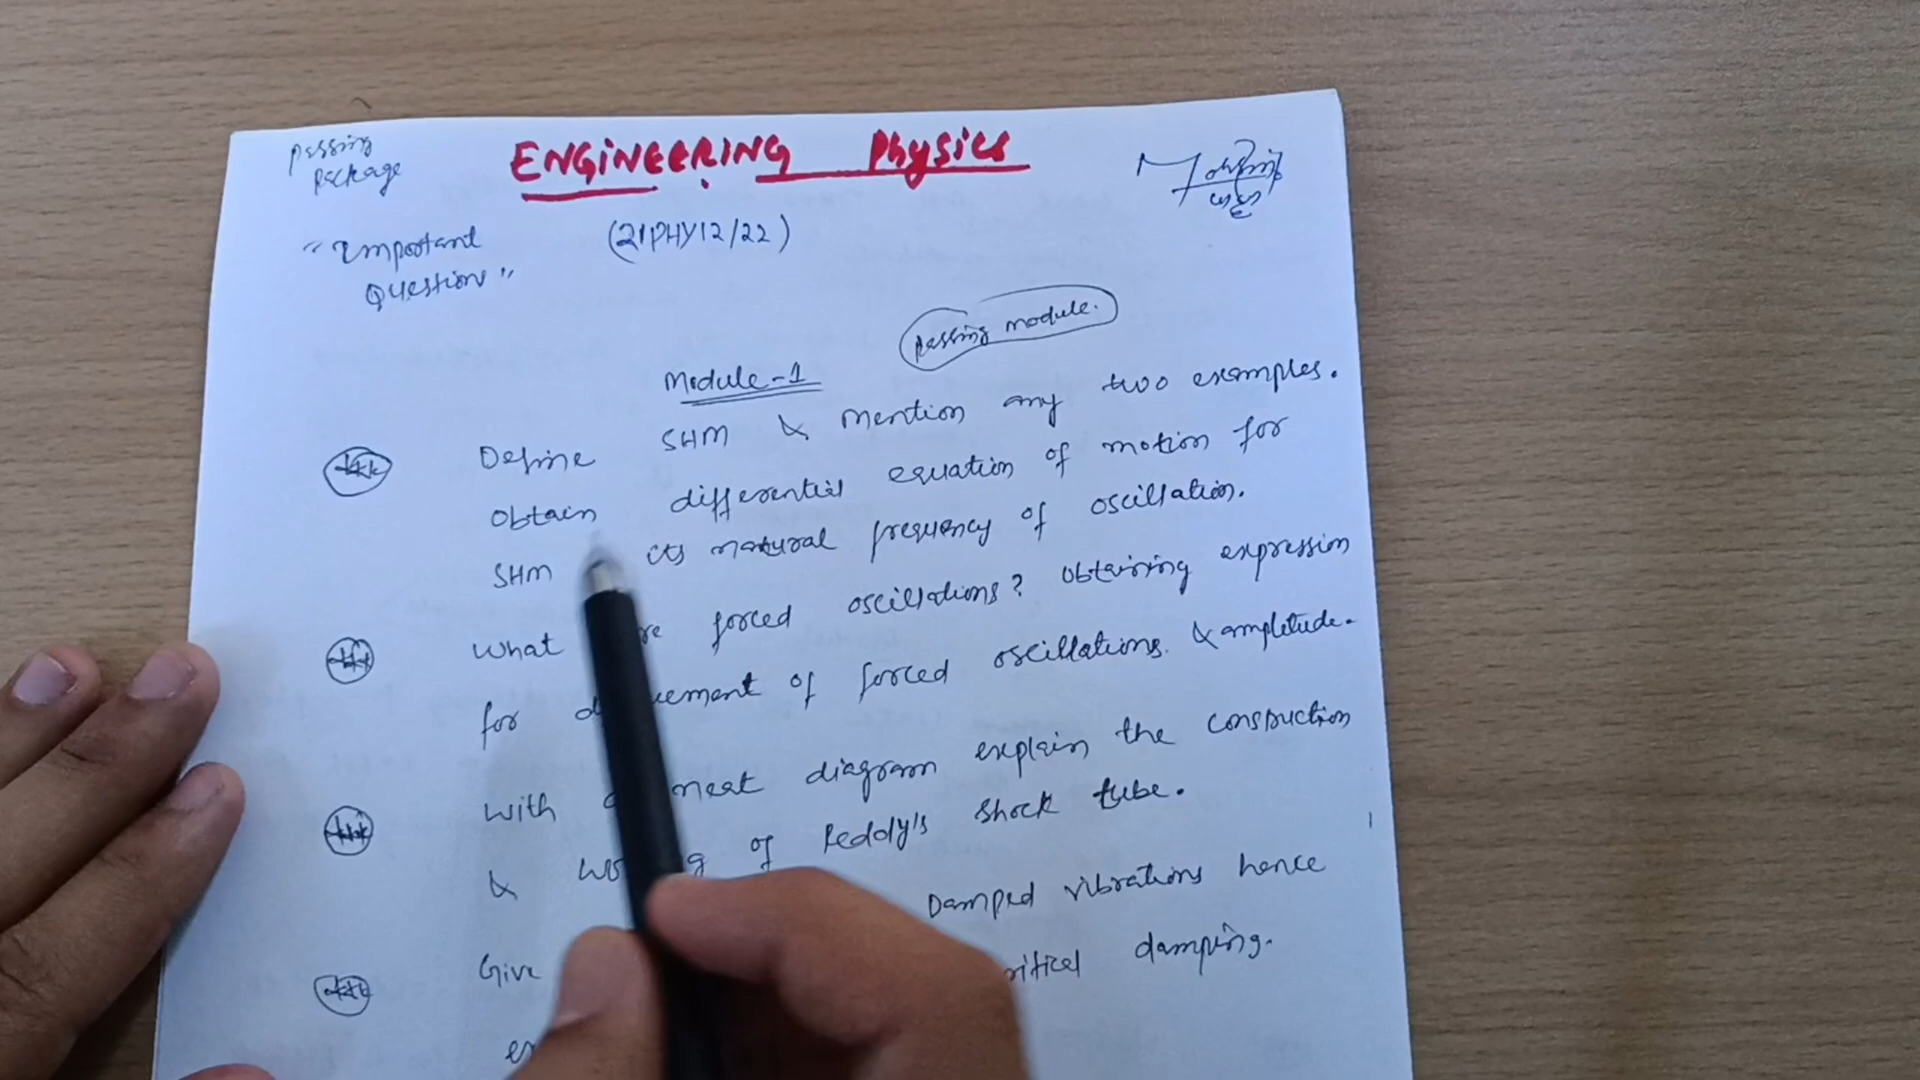 Passing
Package
ENGINEERING Physics
"Important
Question"
(21PHY12/22)
passing module.
Module-1
Define SHM & mention any two examples.
Obtain differential equation of motion for
SHM its natural frequency of oscillation.
What forced oscillations? Obtaining expression
for of forced oscillations. & amplitude.
With neat diagram explain the construction
& of Reddy's shock tube.
Give Damped vibrations hence
damping.